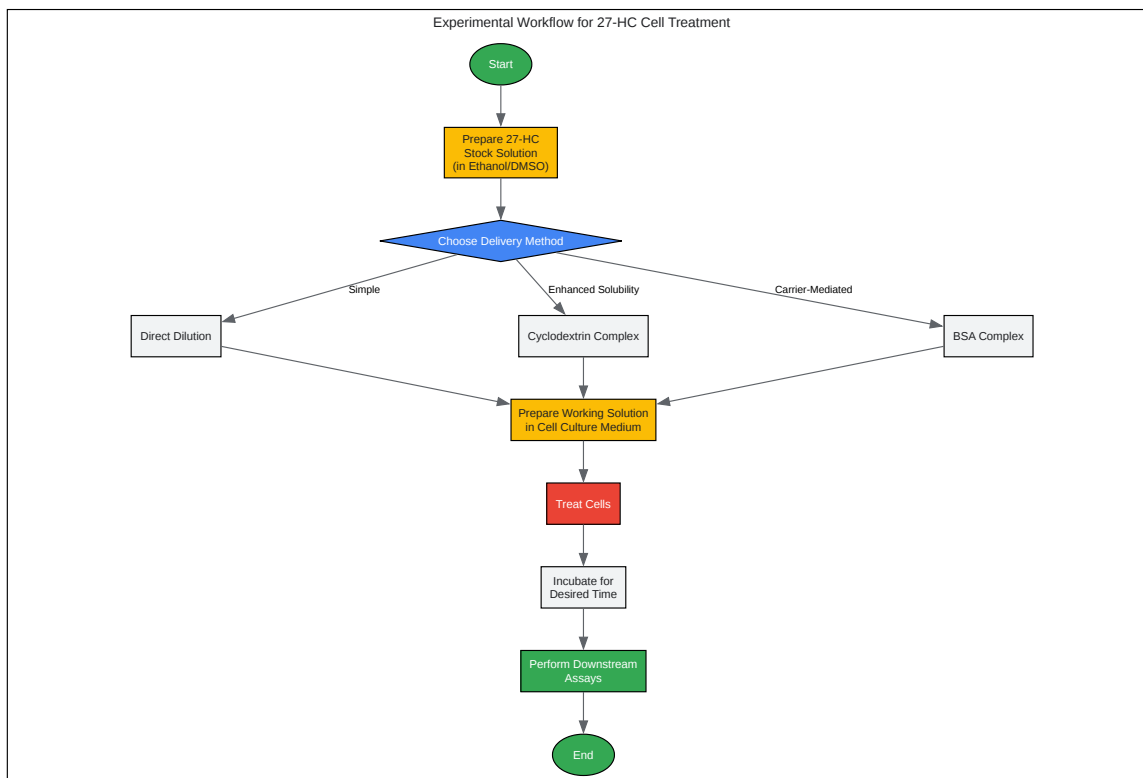 Experimental Workflow for 27-HC Cell Treatment
Start
Prepare 27-HC
Stock Solution
(in Ethanol/DMSO)
Choose Delivery Method
Simple
Enhanced Solubility
Carrier-Mediated
Direct Dilution
Cyclodextrin Complex
BSA Complex
Prepare Working Solution
in Cell Culture Medium
Treat Cells
Incubate for
Desired Time
Perform Downstream
Assays
End